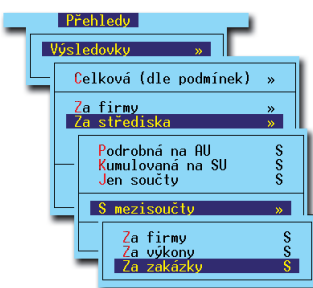 Přehledy
Výsledovky »
Celková (dle podmínek) »
Za firmy »
Za střediska »
Podrobná na AU S
Kumulovaná na SU S
Jen součty S
S mezisoučty »
Za firmy S
Za výkony S
Za zakázky S